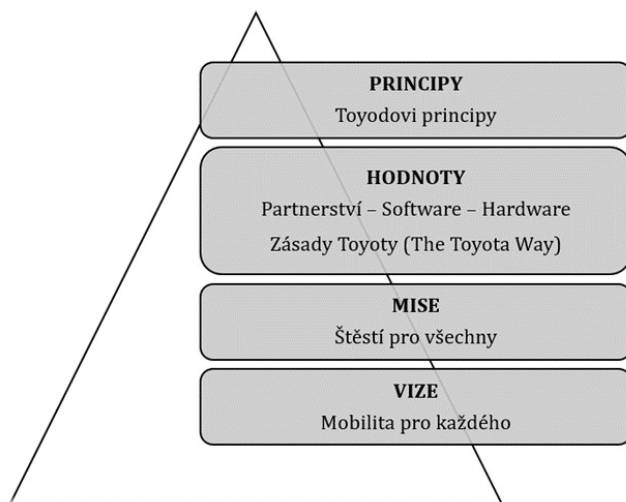 PRINCIPY
Toyodovi principy
HODNOTY
Partnerství – Software – Hardware
Zásady Toyoty (The Toyota Way)
MISE
Štěstí pro všechny
VIZE
Mobilita pro každého